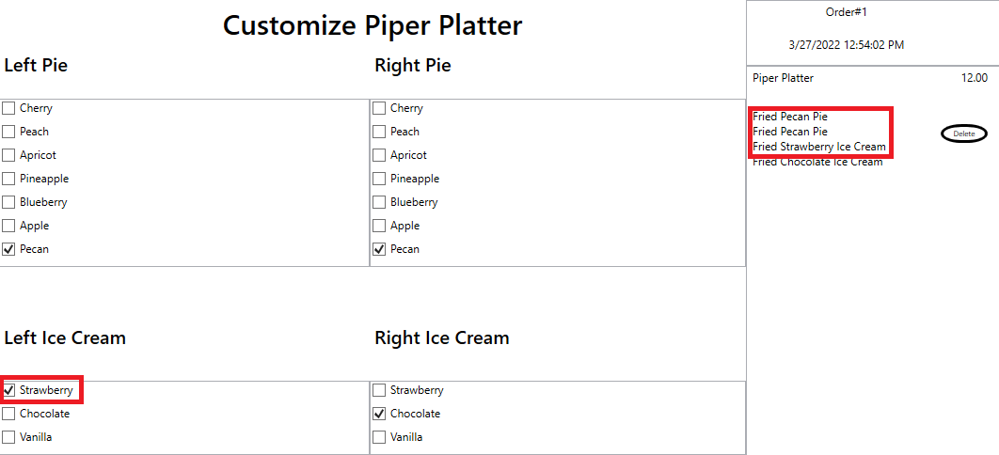 Customize Piper Platter
Left Pie
Cherry
Peach
Apricot
Pineapple
Blueberry
Apple
Pecan
Right Pie
Cherry
Peach
Apricot
Pineapple
Blueberry
Apple
Pecan
Left Ice Cream
Strawberry
Chocolate
Vanilla
Right Ice Cream
Strawberry
Chocolate
Vanilla
Order#1
3/27/2022 12:54:02 PM
Piper Platter 12.00
Fried Pecan Pie
Fried Pecan Pie
Delete
Fried Strawberry Ice Cream
Fried Chocolate Ice Cream